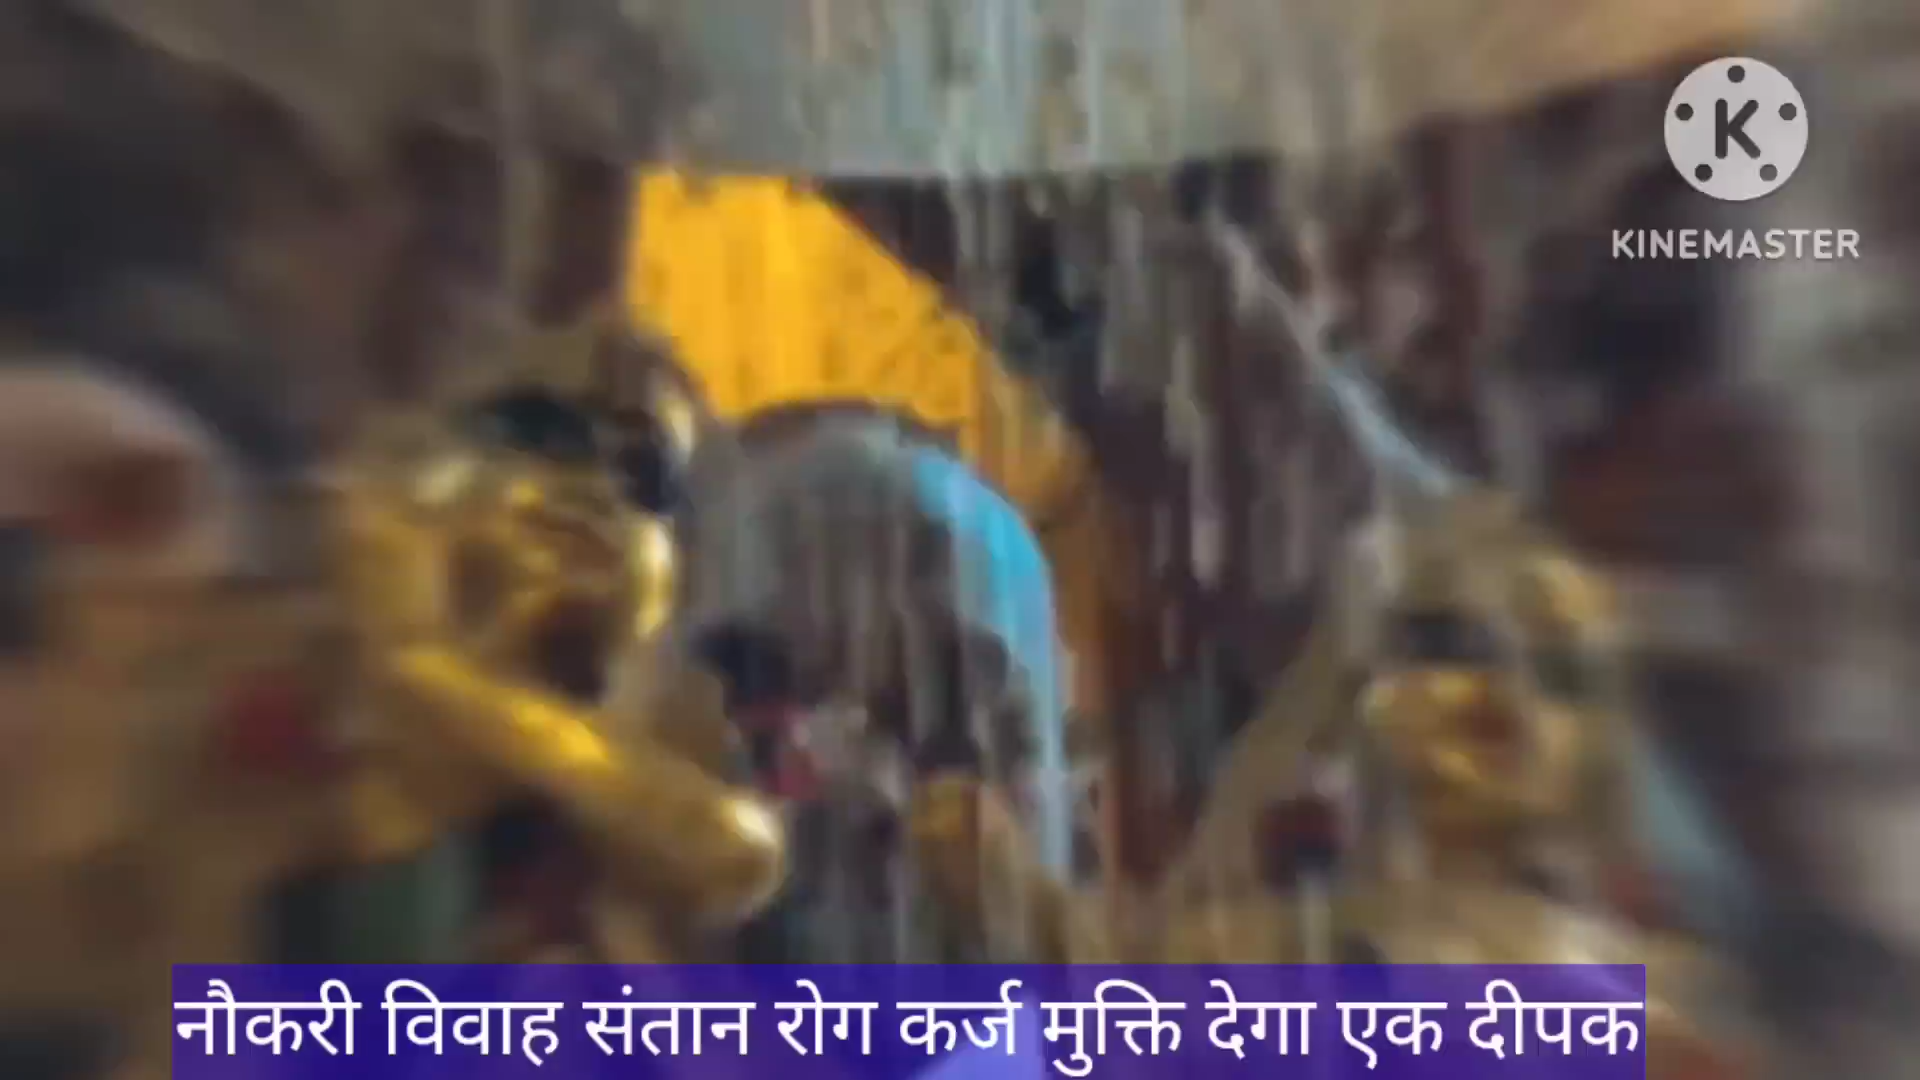 K
KINEMASTER
नौकरी विवाह संतान रोग कर्ज मुक्ति देगा एक दीपक